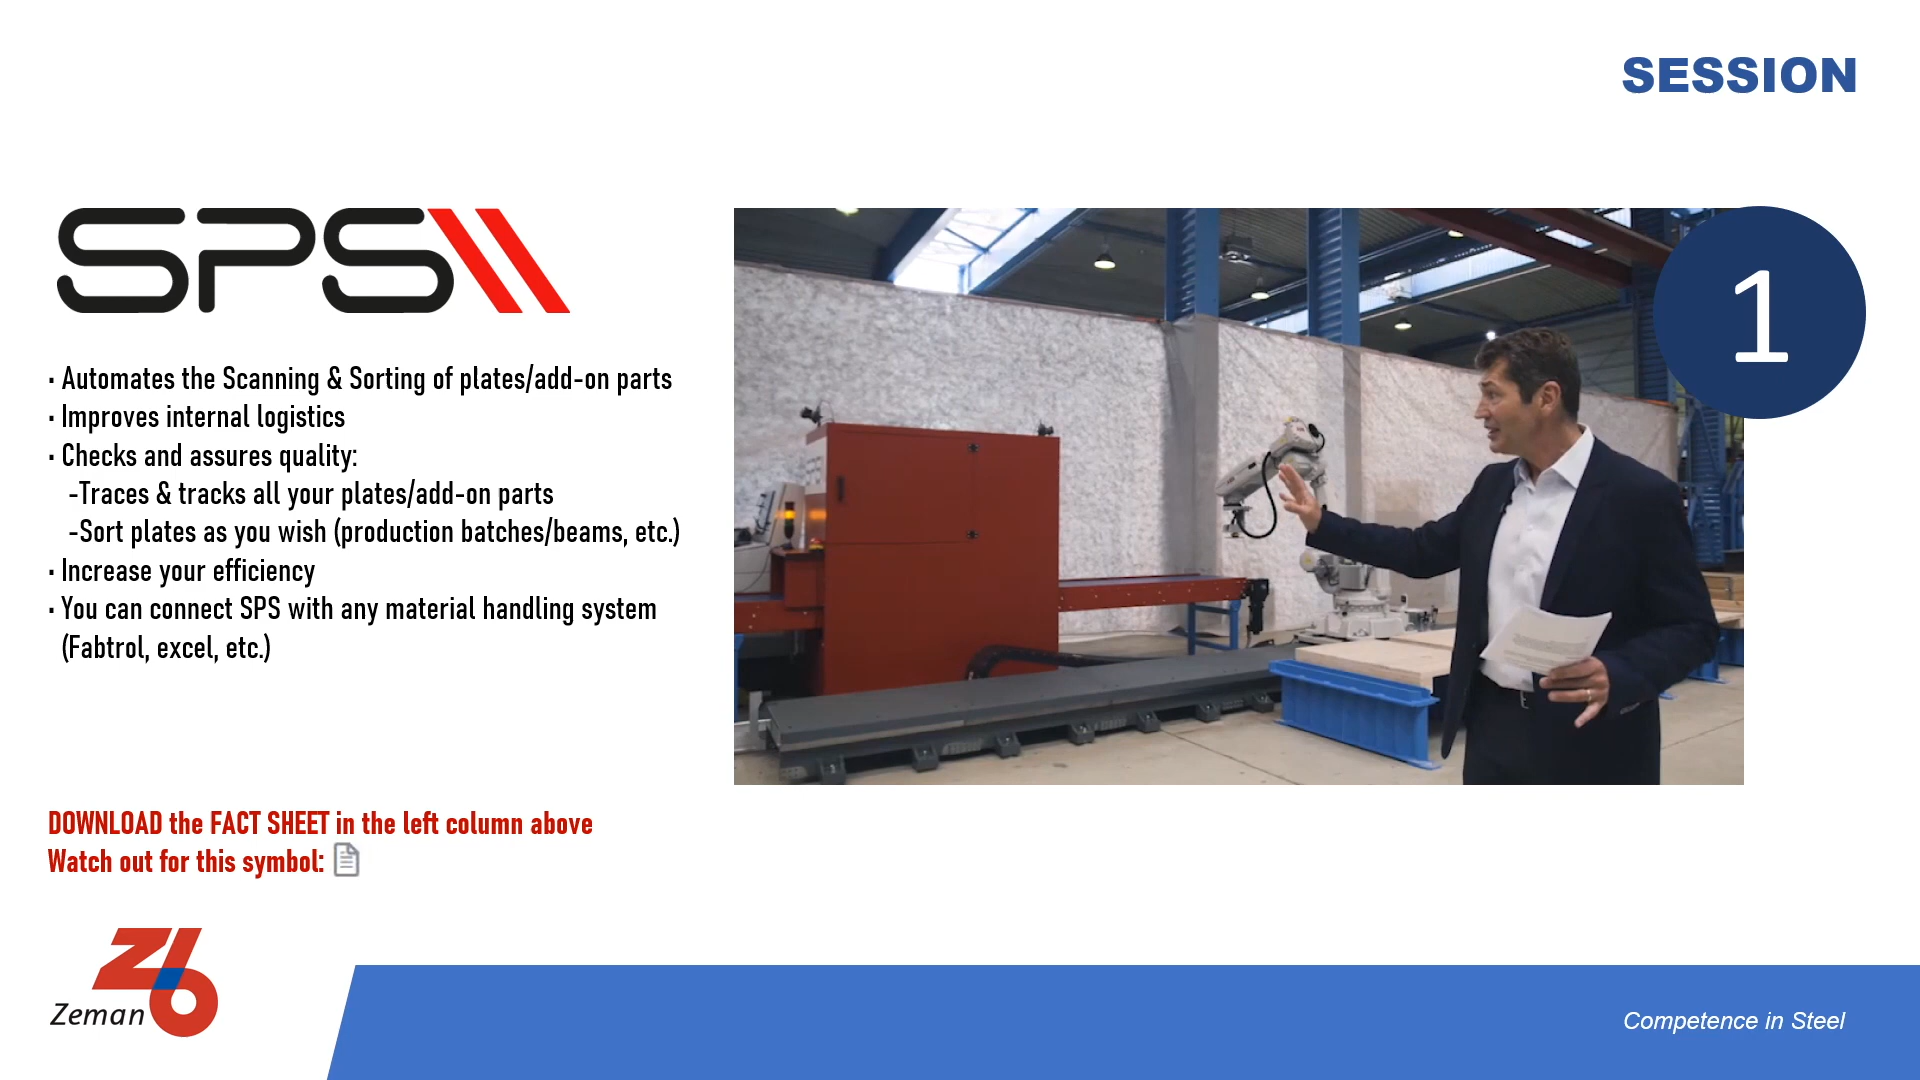 SESSION
1
SPS
· Automates the Scanning & Sorting of plates/add-on parts
· Improves internal logistics
· Checks and assures quality:
-Traces & tracks all your plates/add-on parts
-Sort plates as you wish (production batches/beams, etc.)
· Increase your efficiency
· You can connect SPS with any material handling system
(Fabtrol, excel, etc.)
DOWNLOAD the FACT SHEET in the left column above
Watch out for this symbol:
Zeman
Competence in Steel